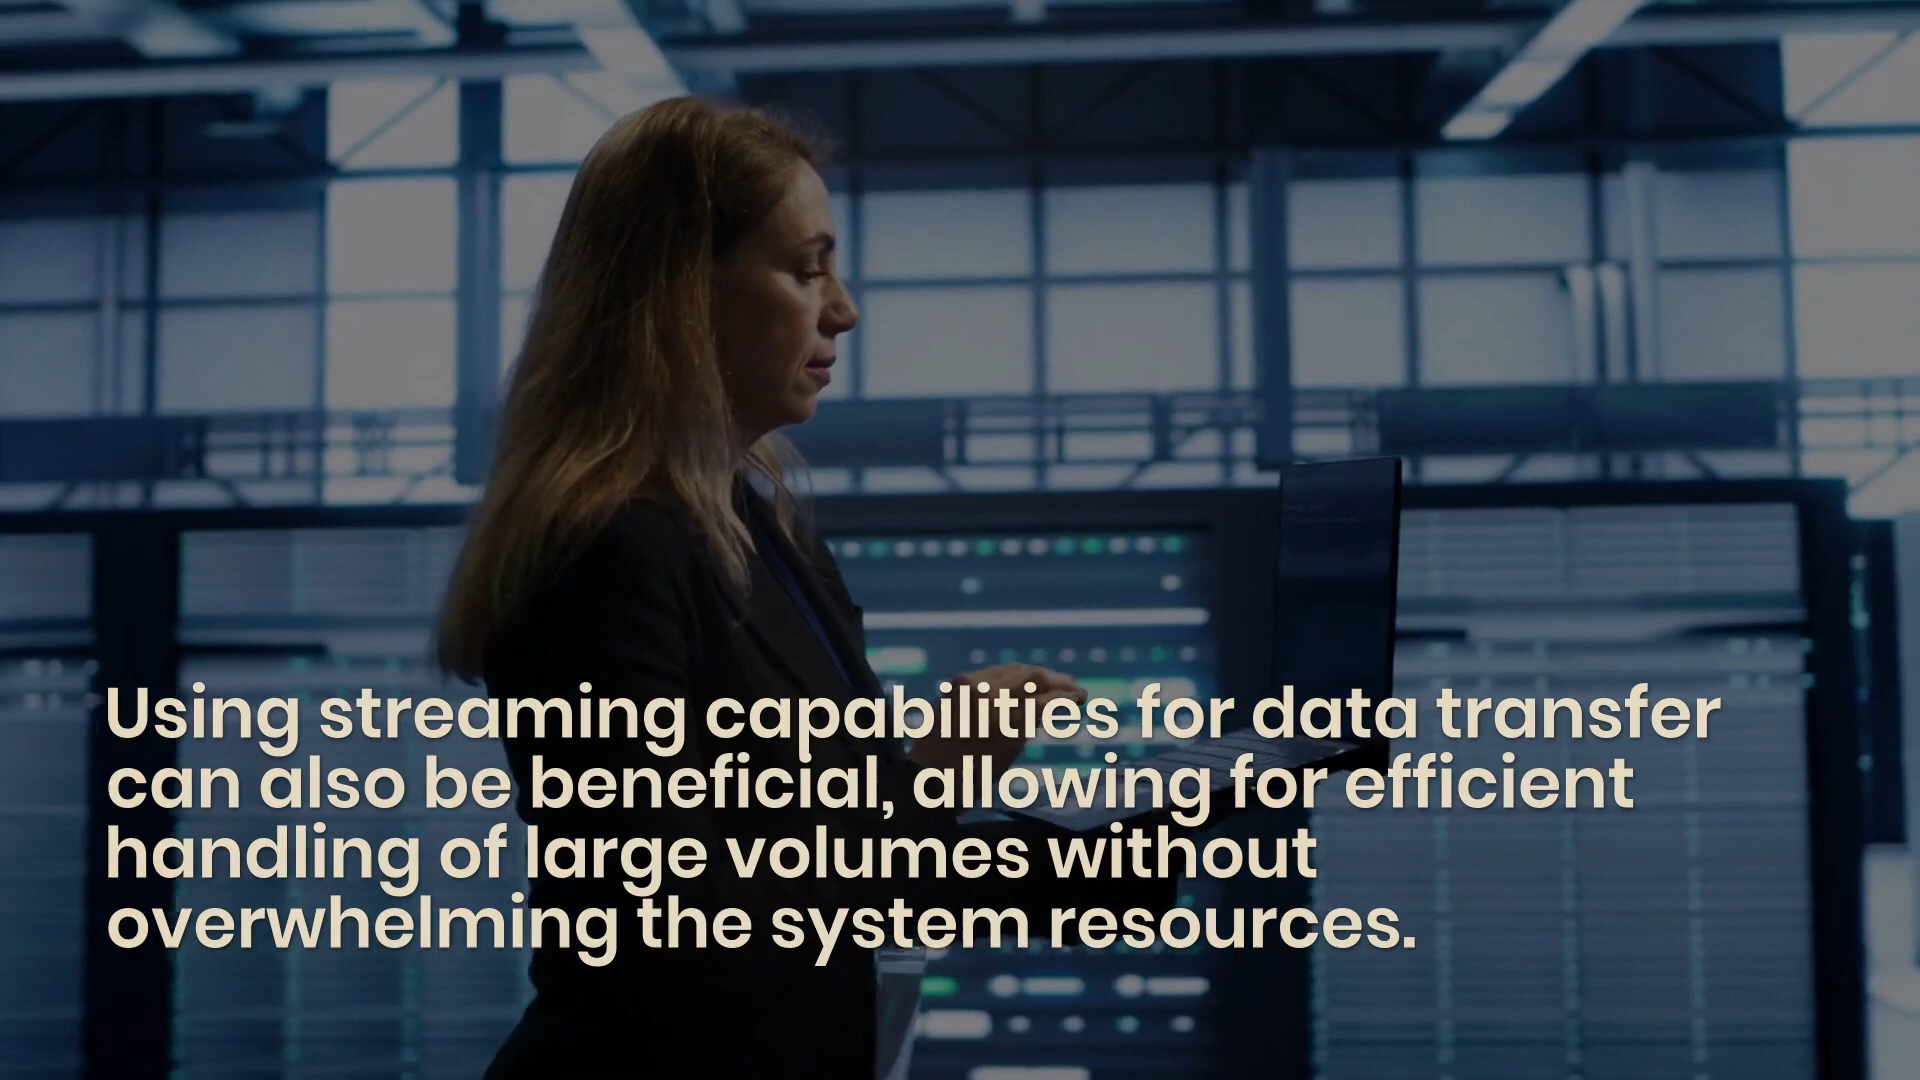 Using streaming capabilities for data transfer
can also be beneficial, allowing for efficient
handling of large volumes without
overwhelming the system resources.